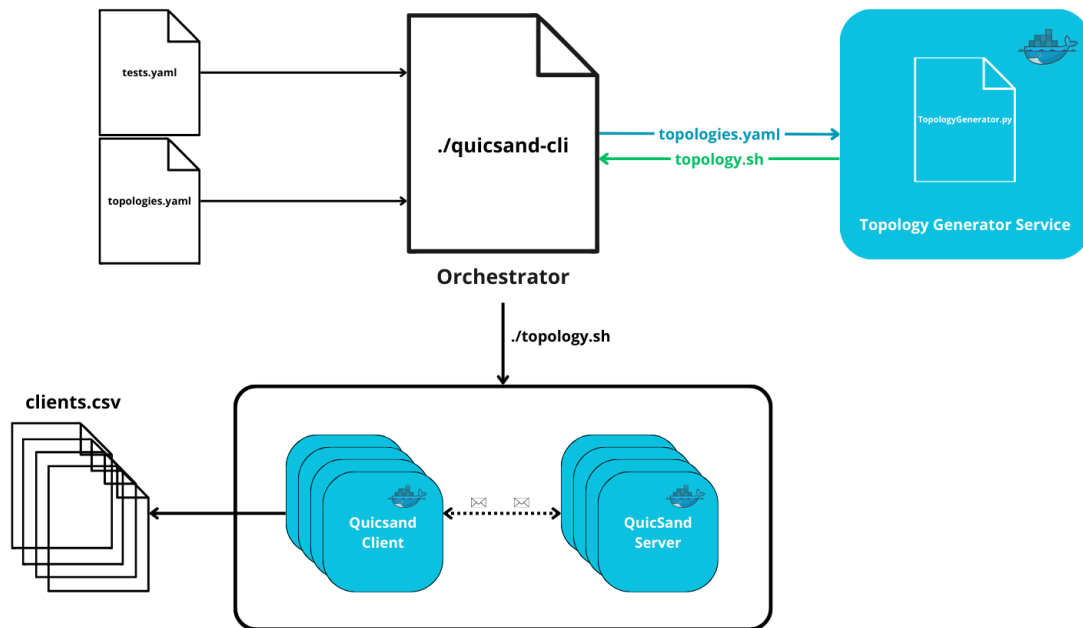 tests.yaml
topologies.yaml
./quicsand-cli
Orchestrator
topologies.yaml
topology.sh
TopologyGenerator.py
Topology Generator Service
./topology.sh
clients.csv
Quicsand
Client
QuicSand
Server